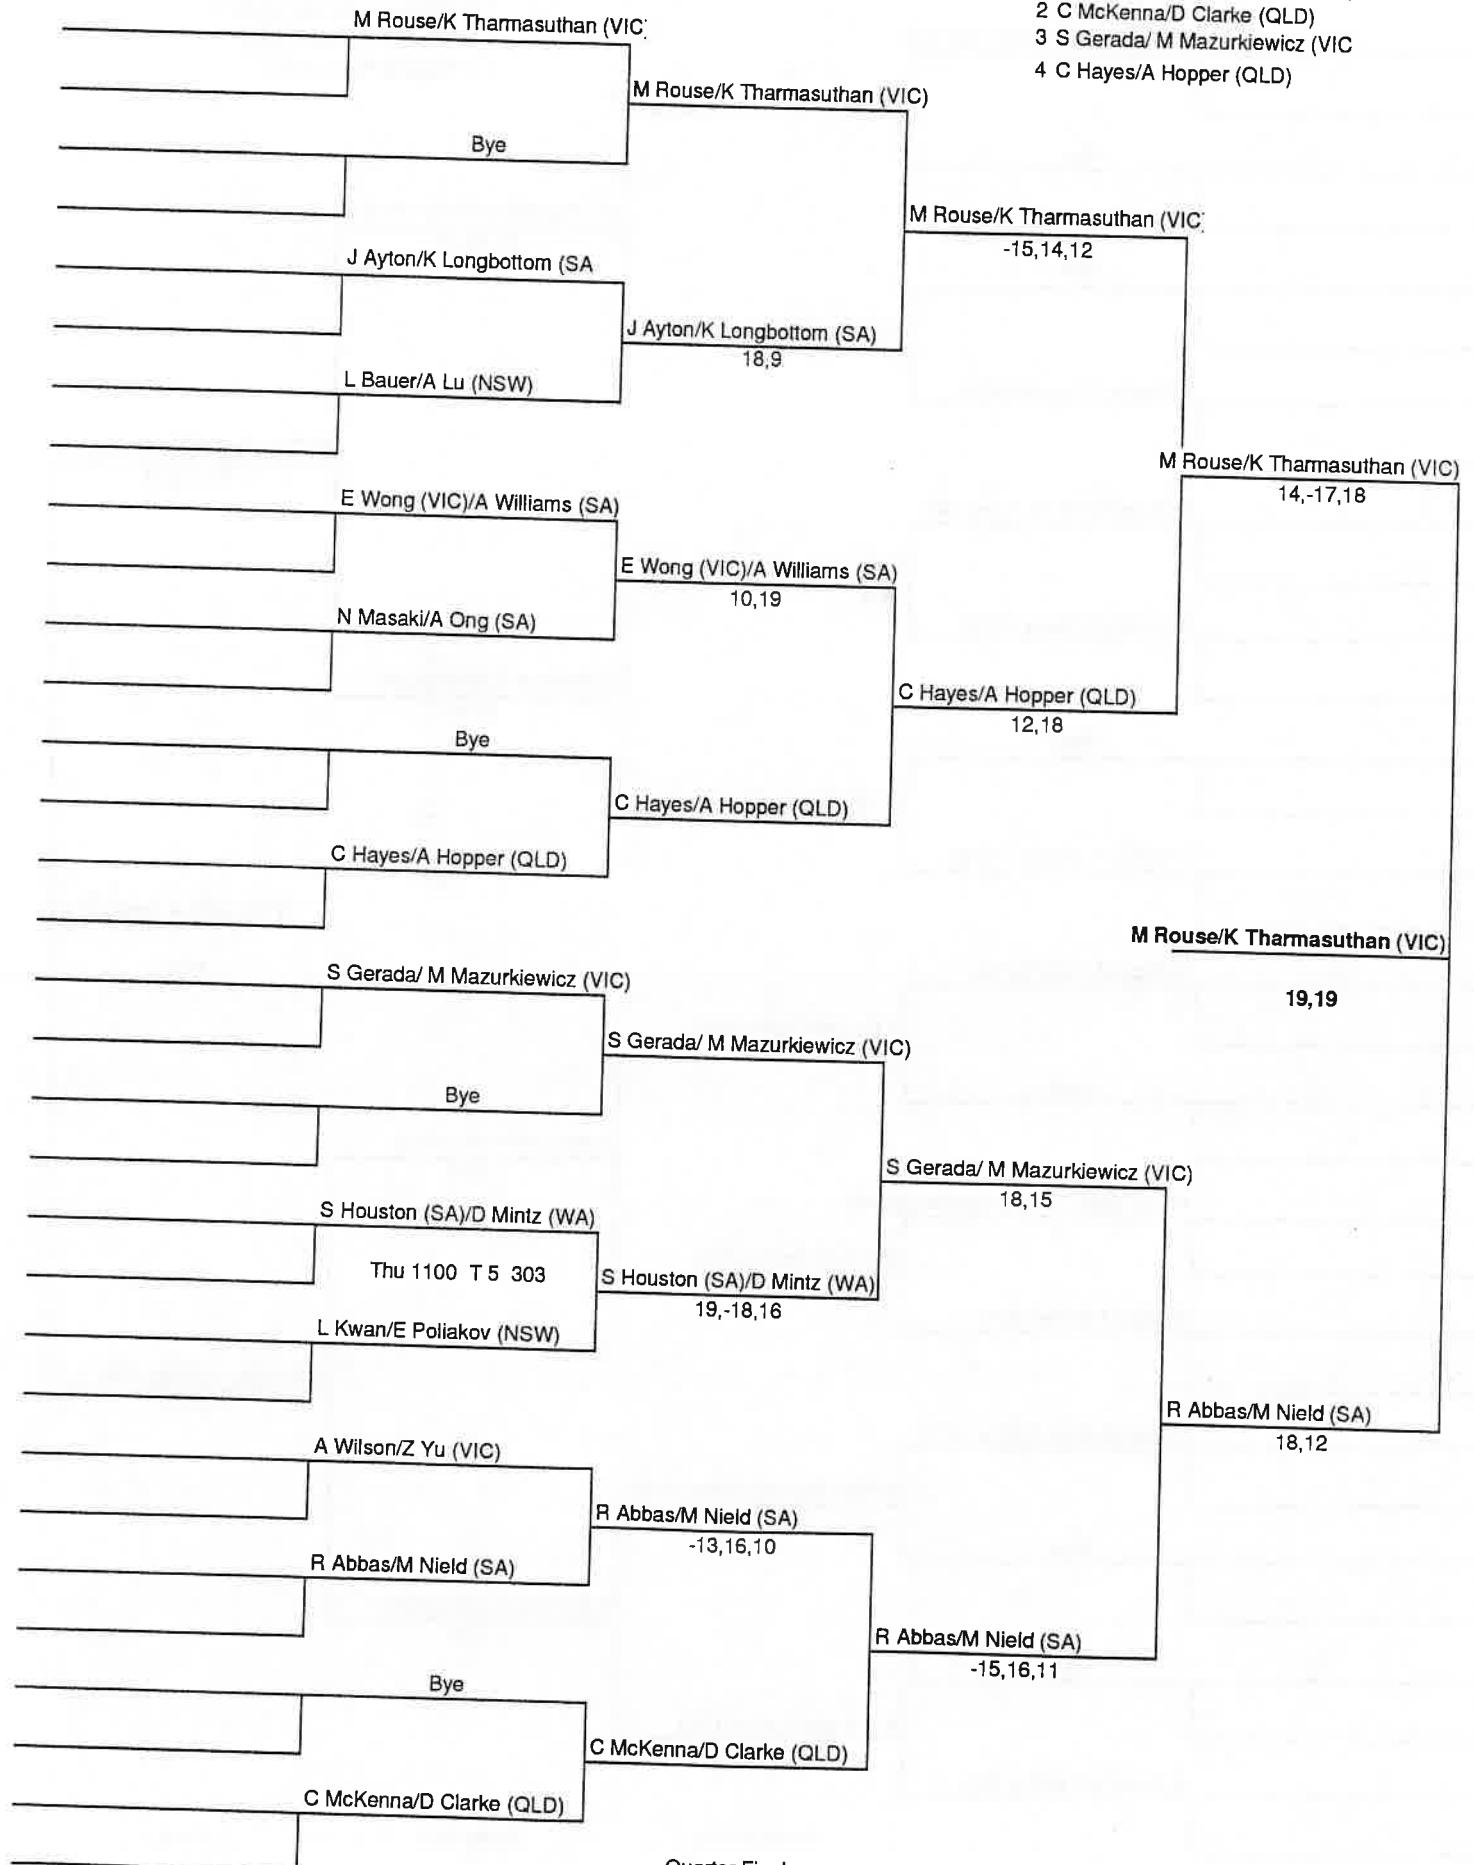 2 C McKenna/D Clarke (QLD)
3 S Gerada/ M Mazurkiewicz (VIC
4 C Hayes/A Hopper (QLD)
M Rouse/K Tharmasuthan (VIC)
M Rouse/K Tharmasuthan (VIC)
Bye
M Rouse/K Tharmasuthan (VIC)
-15,14,12
J Ayton/K Longbottom (SA
J Ayton/K Longbottom (SA)
18,9
L Bauer/A Lu (NSW)
M Rouse/K Tharmasuthan (VIC)
14,-17,18
E Wong (VIC)/A Williams (SA)
E Wong (VIC)/A Williams (SA)
10,19
N Masaki/A Ong (SA)
C Hayes/A Hopper (QLD)
12,18
Bye
C Hayes/A Hopper (QLD)
C Hayes/A Hopper (QLD)
M Rouse/K Tharmasuthan (VIC)
19,19
S Gerada/ M Mazurkiewicz (VIC)
S Gerada/ M Mazurkiewicz (VIC)
Bye
S Gerada/ M Mazurkiewicz (VIC)
18,15
S Houston (SA)/D Mintz (WA)
Thu 1100 T 5 303
S Houston (SA)/D Mintz (WA)
19,-18,16
L Kwan/E Poliakov (NSW)
R Abbas/M Nield (SA)
18,12
A Wilson/Z Yu (VIC)
R Abbas/M Nield (SA)
-13,16,10
R Abbas/M Nield (SA)
R Abbas/M Nield (SA)
-15,16,11
Bye
C McKenna/D Clarke (QLD)
C McKenna/D Clarke (QLD)